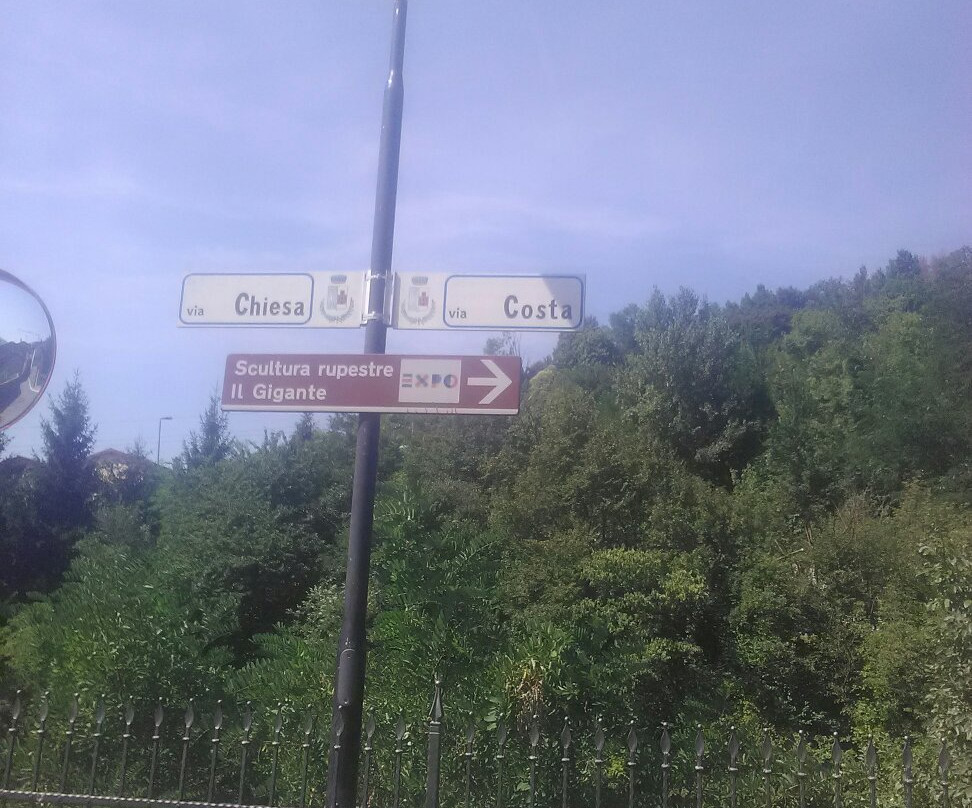 via Chiesa
via Costa
Scultura rupestre
Il Gigante
EXPO